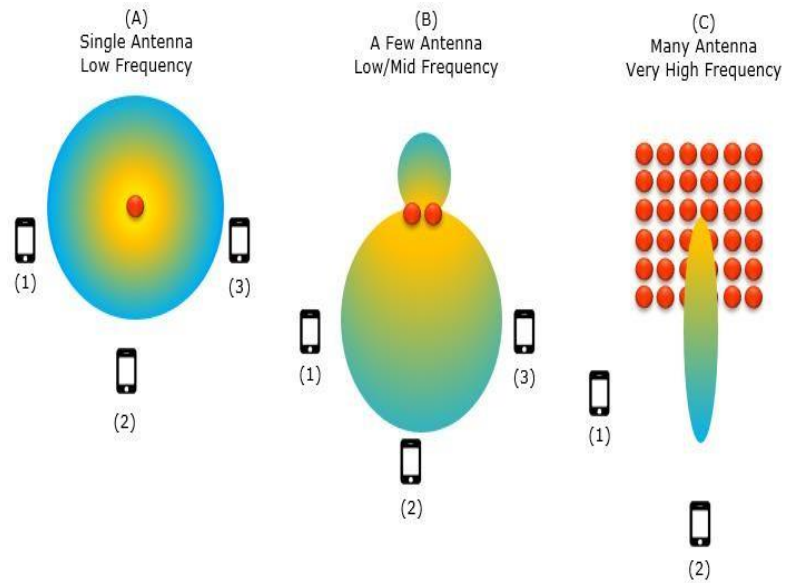 (A)
Single Antenna
Low Frequency
(B)
A Few Antenna
Low/Mid Frequency
(C)
Many Antenna
Very High Frequency
(1)
(2)
(3)
(1)
(2)
(3)
(1)
(2)